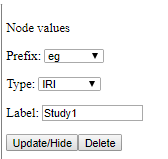 Node values
Prefix: eg
Type: IRI
Label: Study1
Update/Hide Delete